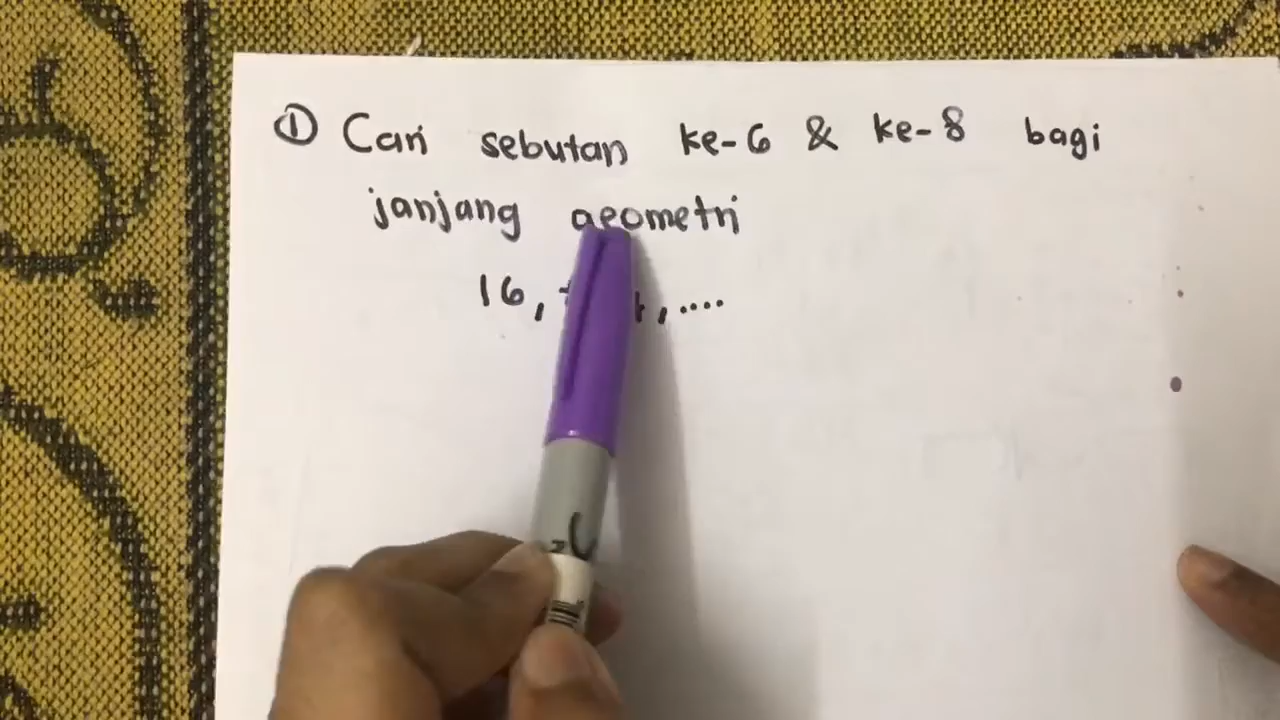 ① Cari sebutan ke-6 & ke-8 bagi
janjang geometri
16, ....